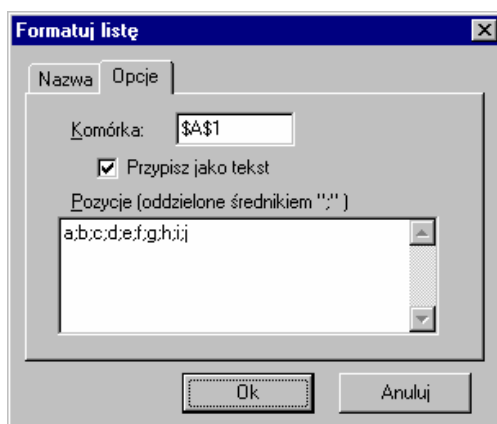 Formatuj listę
Nazwa Opcje
Komórka: $A$1
Przypisz jako tekst
Pozycje (oddzielone średnikiem ";" )
a;b;c;d;e;f;g;h;i;j
Ok Anuluj